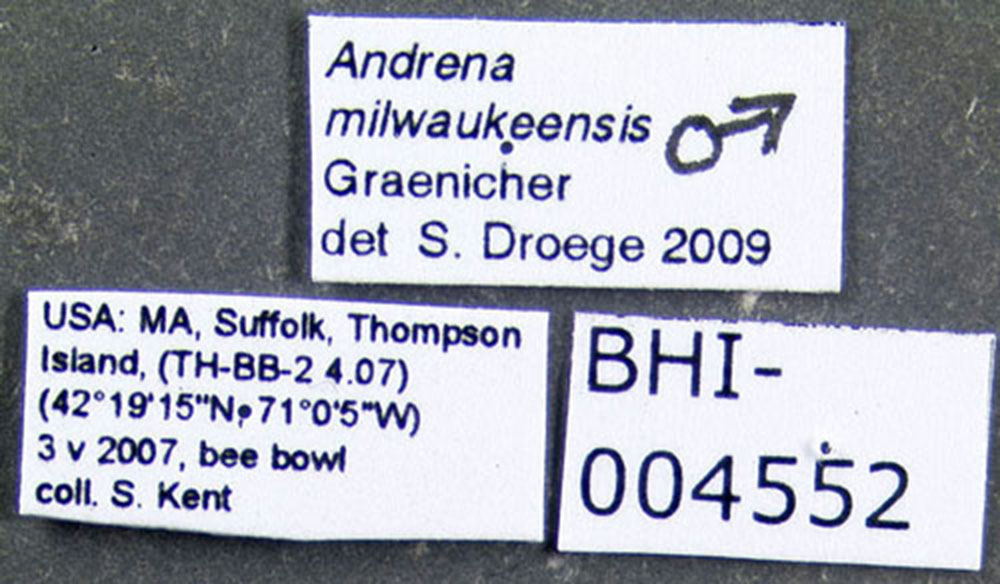 Andrena
milwaukeensis ♂
Graenicher
det S. Droege 2009
USA: MA, Suffolk, Thompson
Island, (TH-BB-2 4.07)
(42°19'15"N, 71°0'5"W)
3 v 2007, bee bowl
coll. S. Kent
BHI-
004552